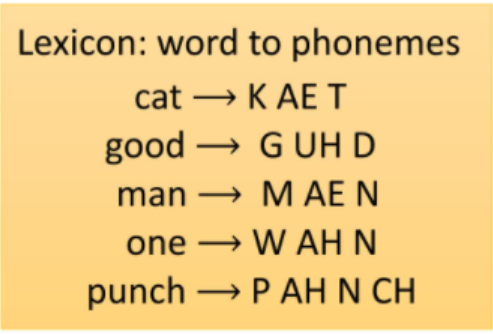 Lexicon: word to phonemes
cat → K AE T
good → G UH D
man → M AE N
one → W AH N
punch → P AH N CH